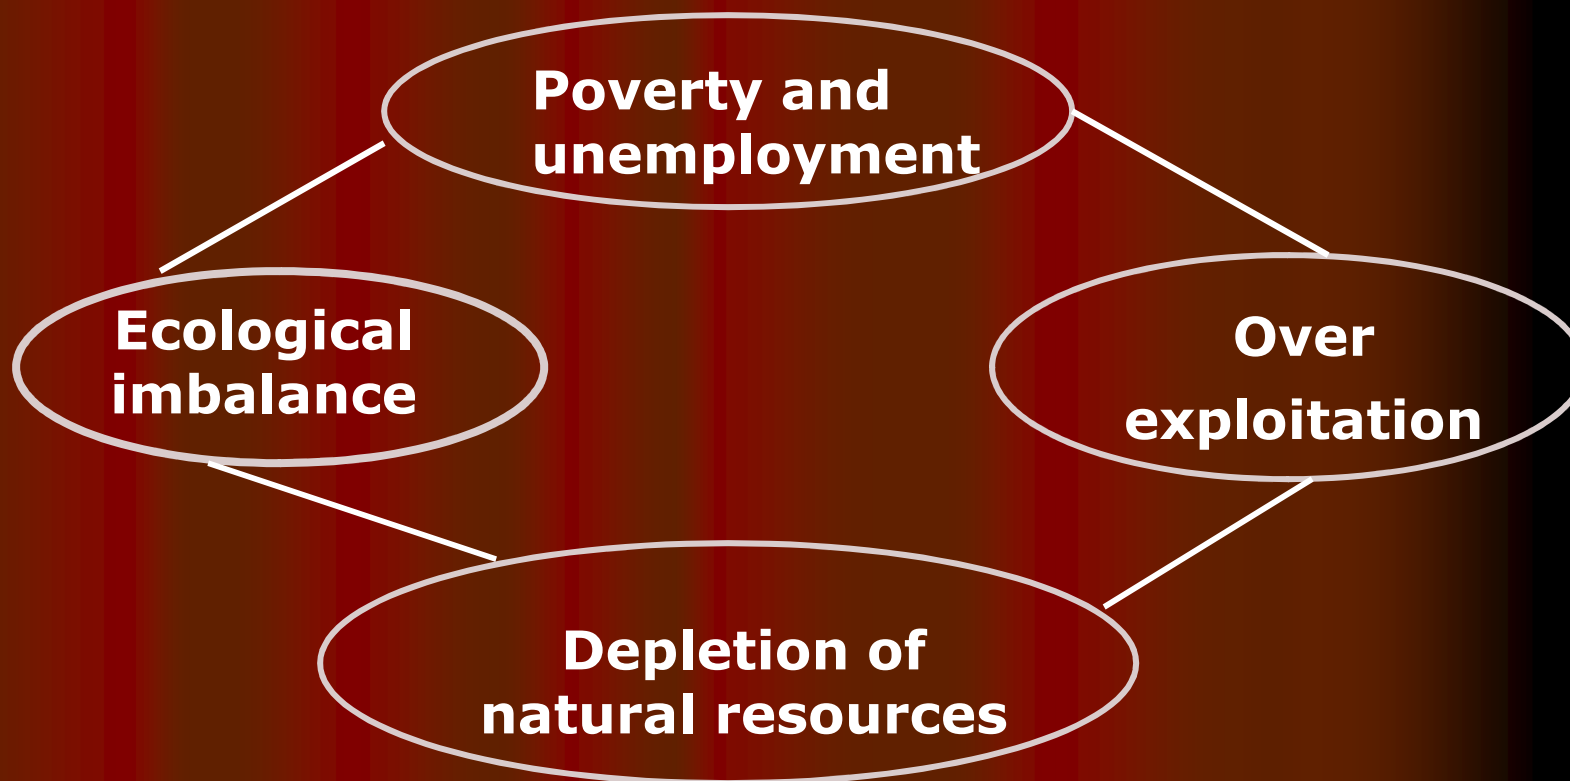 Poverty and
unemployment
Ecological
imbalance
Over
exploitation
Depletion of
natural resources